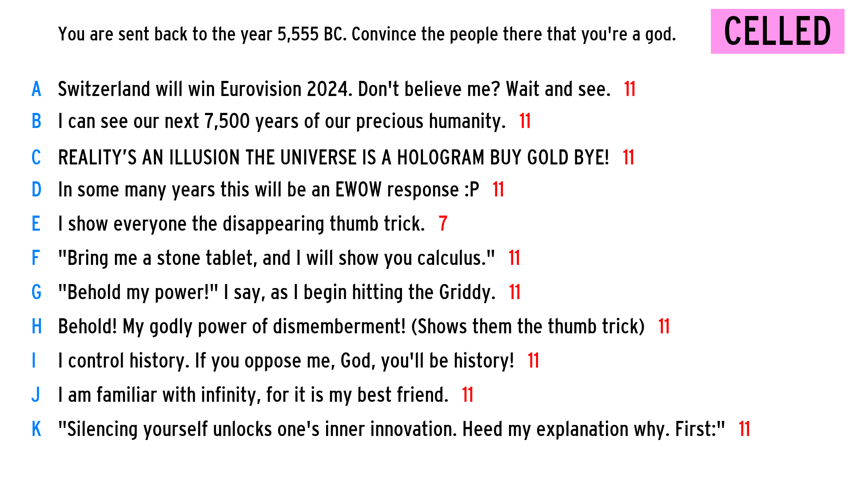 You are sent back to the year 5,555 BC. Convince the people there that you're a god.
CELLED
A Switzerland will win Eurovision 2024. Don't believe me? Wait and see. 11
B I can see our next 7,500 years of our precious humanity. 11
C REALITY'S AN ILLUSION THE UNIVERSE IS A HOLOGRAM BUY GOLD BYE! 11
D In some many years this will be an EWOW response :P 11
E I show everyone the disappearing thumb trick. 7
F "Bring me a stone tablet, and I will show you calculus." 11
G "Behold my power!" I say, as I begin hitting the Griddy. 11
H Behold! My godly power of dismemberment! (Shows them the thumb trick) 11
I I control history. If you oppose me, God, you'll be history! 11
J I am familiar with infinity, for it is my best friend. 11
K "Silencing yourself unlocks one's inner innovation. Heed my explanation why. First:" 11